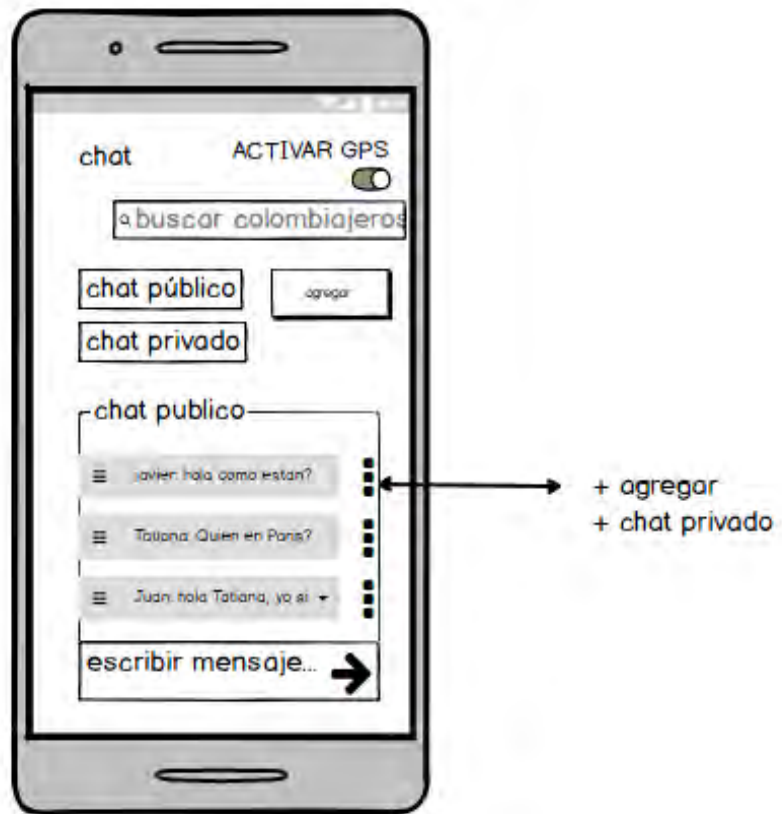 chat
ACTIVAR GPS
buscar colombiajeros
chat público
agregar
chat privado
chat publico
Javier: hola como estan?
Tatiana: Quien en Paris?
Juan: hola Tatiana, yo si
escribir mensaje...
+ agregar
+ chat privado